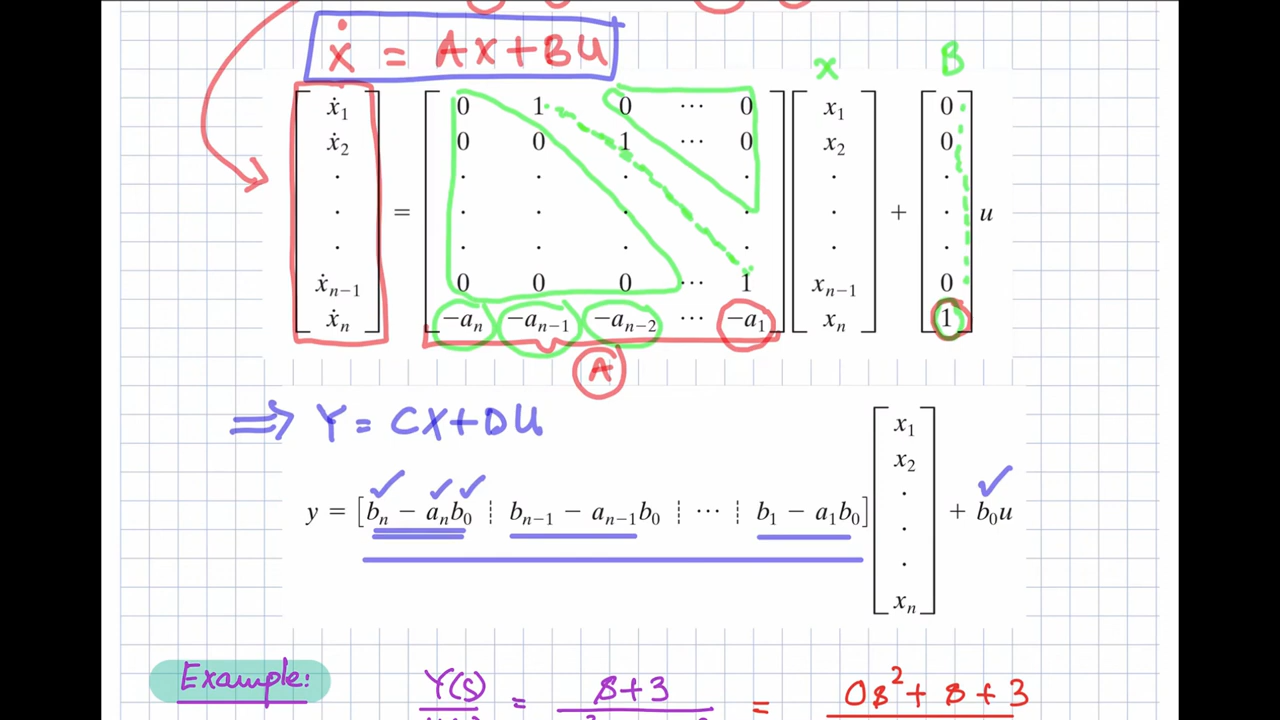 ẋ = AX+BU
x B
[ẋ₁ ẋ₂ . . . ẋₙ₋₁ ẋₙ] = [0 1 0 ⋯ 0] [x₁ x₂ . . . xₙ₋₁ xₙ] + [0 0 . . . 0 1] u
0 0 1 ⋯ 0
. . . .
. . . .
. . . .
0 0 0 ⋯ 1
−aₙ −aₙ₋₁ −aₙ₋₂ ⋯ −a₁
A
⇒ Y = CX+DU
y = [bₙ − aₙb₀ ┊ bₙ₋₁ − aₙ₋₁b₀ ┊ ⋯ ┊ b₁ − a₁b₀] [x₁ x₂ . . . xₙ] + b₀u
Example: Y(s) = s+3 = 0s²+s+3